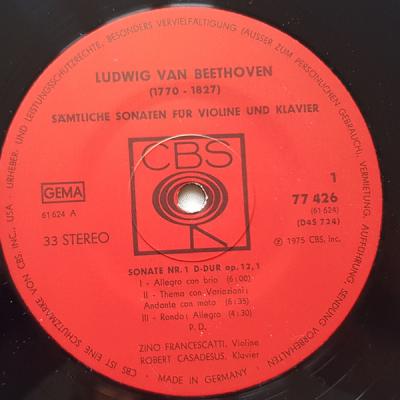 LUDWIG VAN BEETHOVEN
(1770 - 1827)
SÄMTLICHE SONATEN FÜR VIOLINE UND KLAVIER
CBS
GEMA
61 624 A
33 STEREO
1
77 426
(61 624)
(D4S 724)
℗ 1975 CBS, Inc.
SONATE NR. 1 D-DUR op. 12,1
I - Allegro con brio (6:00)
II - Thema con Variazioni:
Andante con moto (6:35)
III - Rondo: Allegro (4:30)
P.D.
ZINO FRANCESCATTI, Violine
ROBERT CASADESUS, Klavier
CBS IST EINE SCHUTZMARKE VON CBS INC., USA · URHEBER- UND LEISTUNGSSCHUTZRECHTE, BESONDERS VERVIELFÄLTIGUNG (AUSSER ZUM PERSÖNLICHEN GEBRAUCH), VERMIETUNG, AUFFÜHRUNG, SENDUNG VORBEHALTEN
· MADE IN GERMANY ·